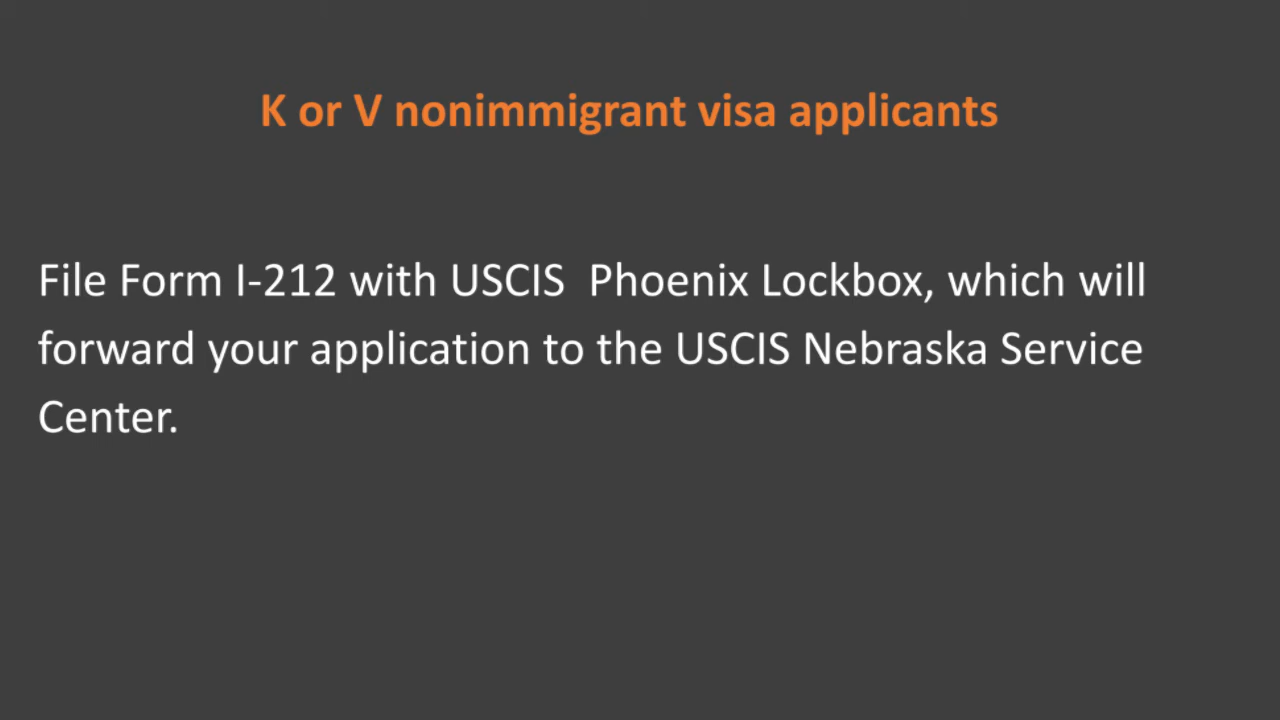 K or V nonimmigrant visa applicants
File Form I-212 with USCIS  Phoenix Lockbox, which will
forward your application to the USCIS Nebraska Service
Center.